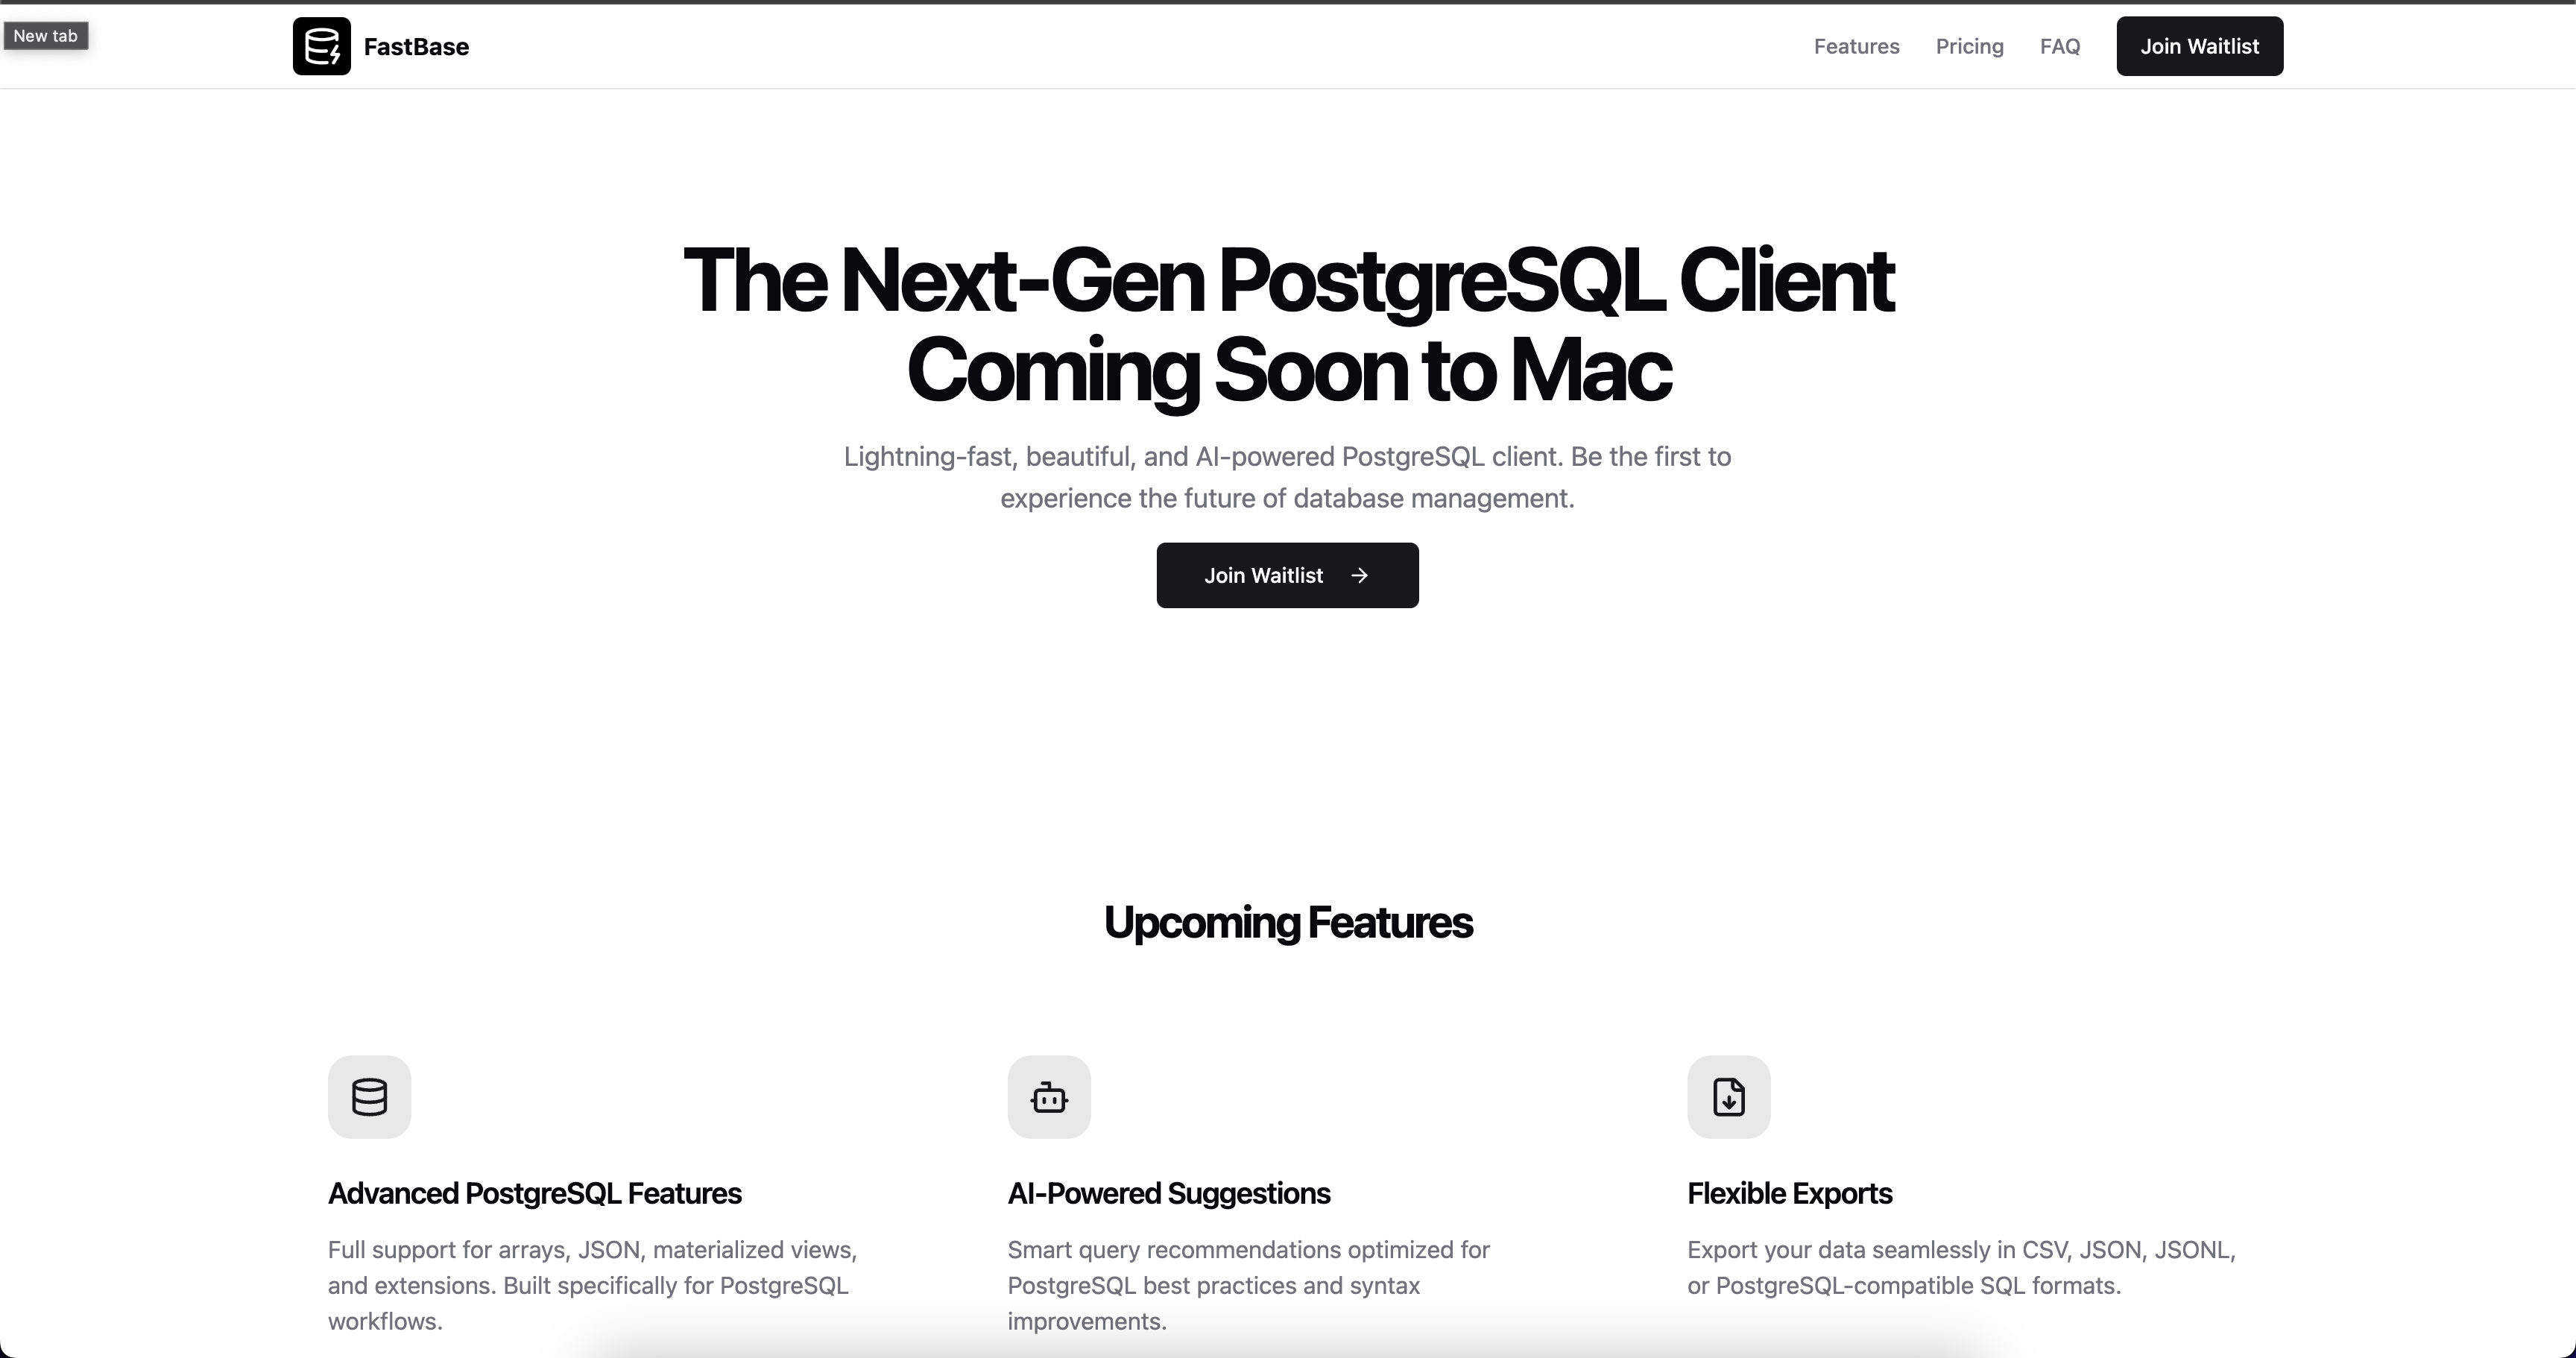 New tab
FastBase
Features
Pricing
FAQ
Join Waitlist
The Next-Gen PostgreSQL Client
Coming Soon to Mac
Lightning-fast, beautiful, and AI-powered PostgreSQL client. Be the first to
experience the future of database management.
Join Waitlist →
Upcoming Features
Advanced PostgreSQL Features
Full support for arrays, JSON, materialized views,
and extensions. Built specifically for PostgreSQL
workflows.
AI-Powered Suggestions
Smart query recommendations optimized for
PostgreSQL best practices and syntax
improvements.
Flexible Exports
Export your data seamlessly in CSV, JSON, JSONL,
or PostgreSQL-compatible SQL formats.